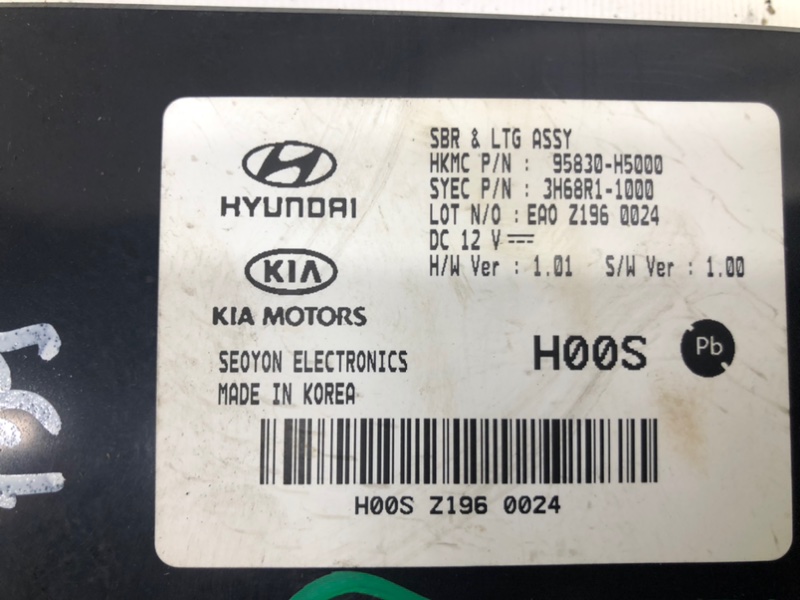 HYUNDAI
KIA
KIA MOTORS
SEOYON ELECTRONICS
MADE IN KOREA
SBR & LTG ASSY
HKMC P/N : 95830-H5000
SYEC P/N : 3H68R1-1000
LOT N/O : EAO Z196 0024
DC 12 V
H/W Ver : 1.01 S/W Ver : 1.00
H00S
Pb
H00S Z196 0024